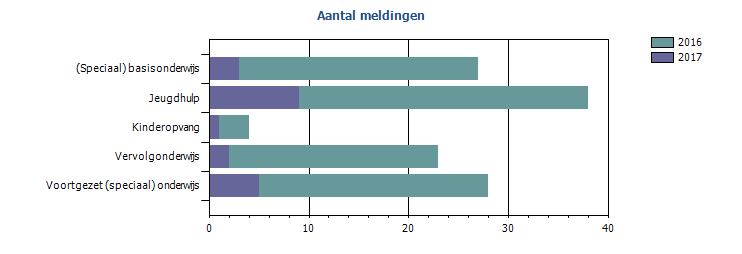 Aantal meldingen
2016
2017
(Speciaal) basisonderwijs
Jeugdhulp
Kinderopvang
Vervolgonderwijs
Voortgezet (speciaal) onderwijs
0 10 20 30 40